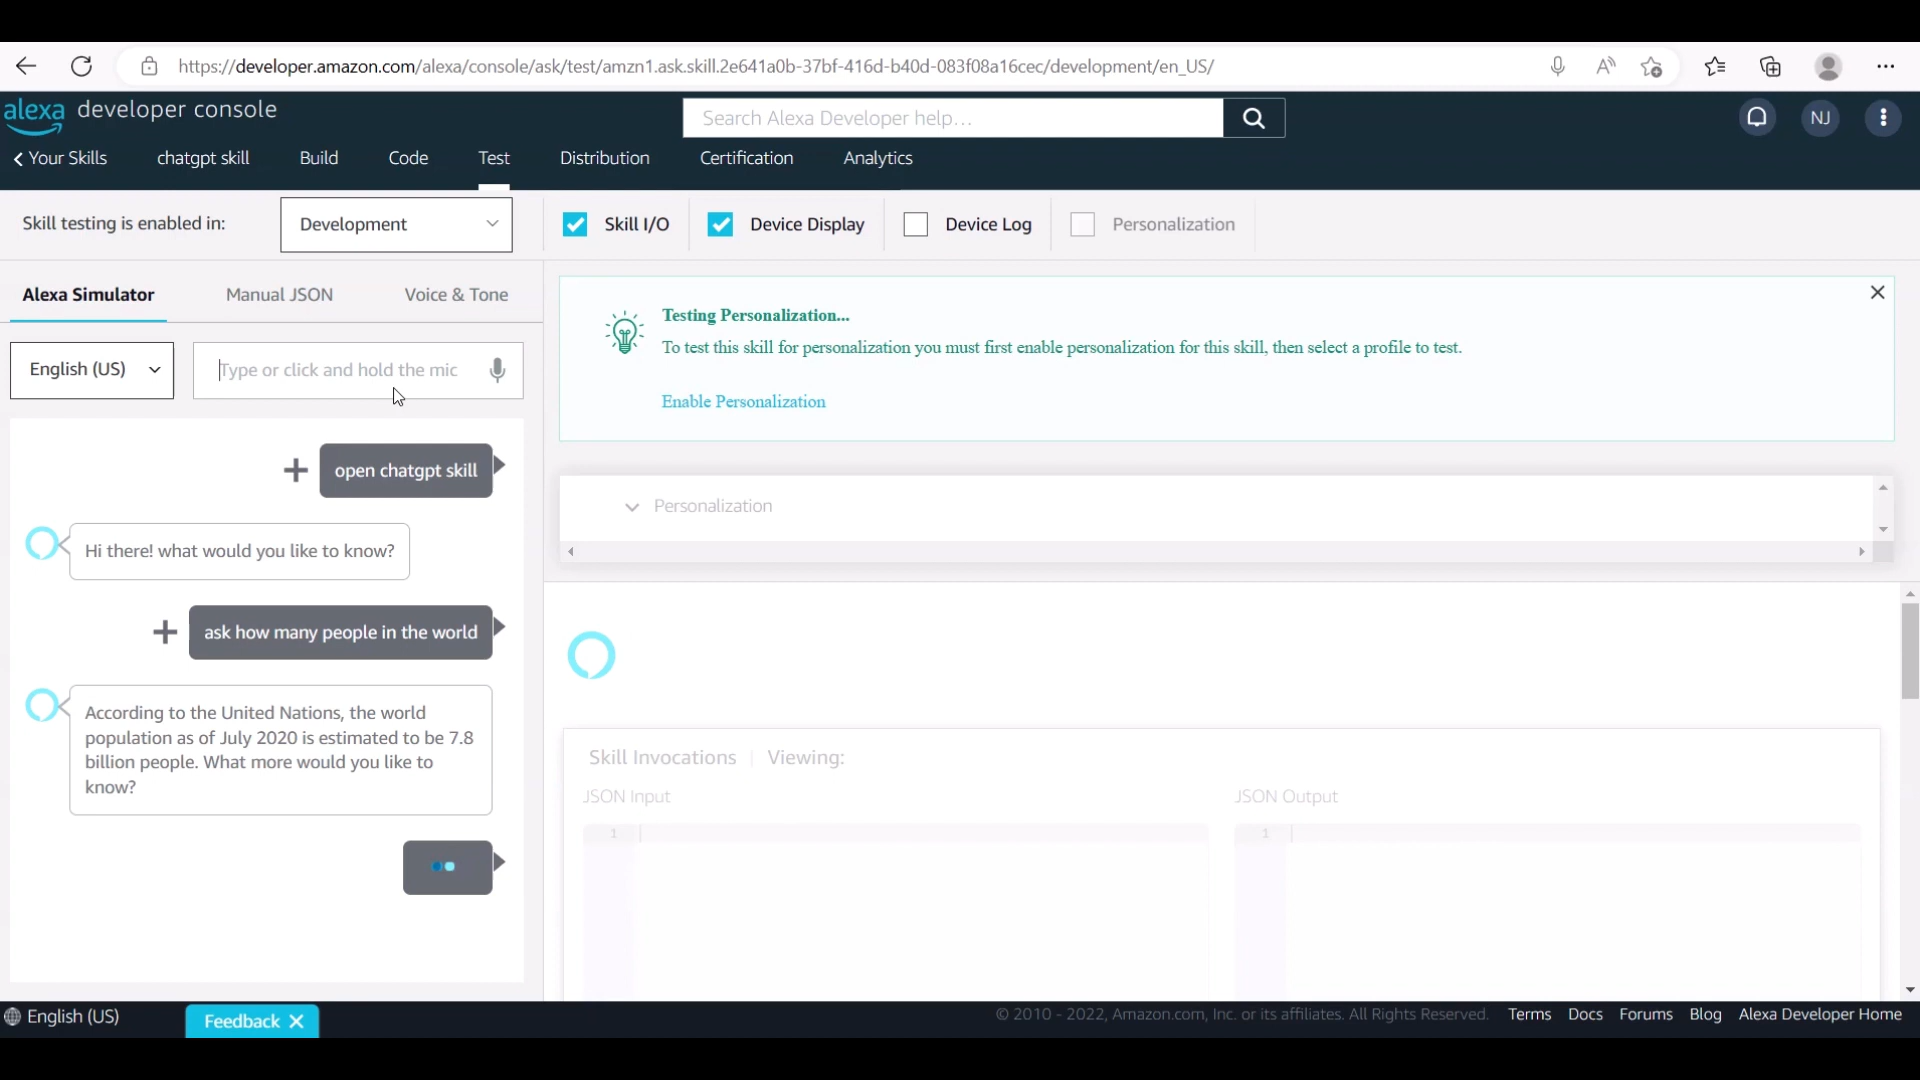 https://developer.amazon.com/alexa/console/ask/test/amzn1.ask.skill.2e641a0b-37bf-416d-b40d-083f08a16cec/development/en_US/
alexa developer console
Search Alexa Developer help...
NJ
Your Skills
chatgpt skill
Build
Code
Test
Distribution
Certification
Analytics
Skill testing is enabled in:
Development
Skill I/O
Device Display
Device Log
Personalization
Alexa Simulator
Manual JSON
Voice & Tone
English (US)
Type or click and hold the mic
open chatgpt skill
Hi there! what would you like to know?
ask how many people in the world
According to the United Nations, the world
population as of July 2020 is estimated to be 7.8
billion people. What more would you like to
know?
Testing Personalization...
To test this skill for personalization you must first enable personalization for this skill, then select a profile to test.
Enable Personalization
Personalization
Skill Invocations
Viewing:
JSON Input
1
JSON Output
1
English (US)
Feedback
© 2010 - 2022, Amazon.com, Inc. or its affiliates. All Rights Reserved.
Terms
Docs
Forums
Blog
Alexa Developer Home